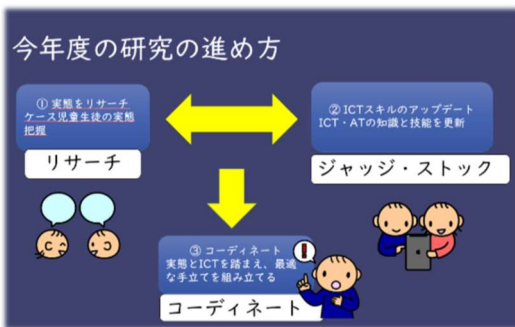 今年度の研究の進め方
① 実態をリサーチ
ケース児童生徒の実態
把握
リサーチ
② ICTスキルのアップデート
ICT・ATの知識と技能を更新
ジャッジ・ストック
③ コーディネート
実態とICTを踏まえ、最適
な手立てを組み立てる
コーディネート